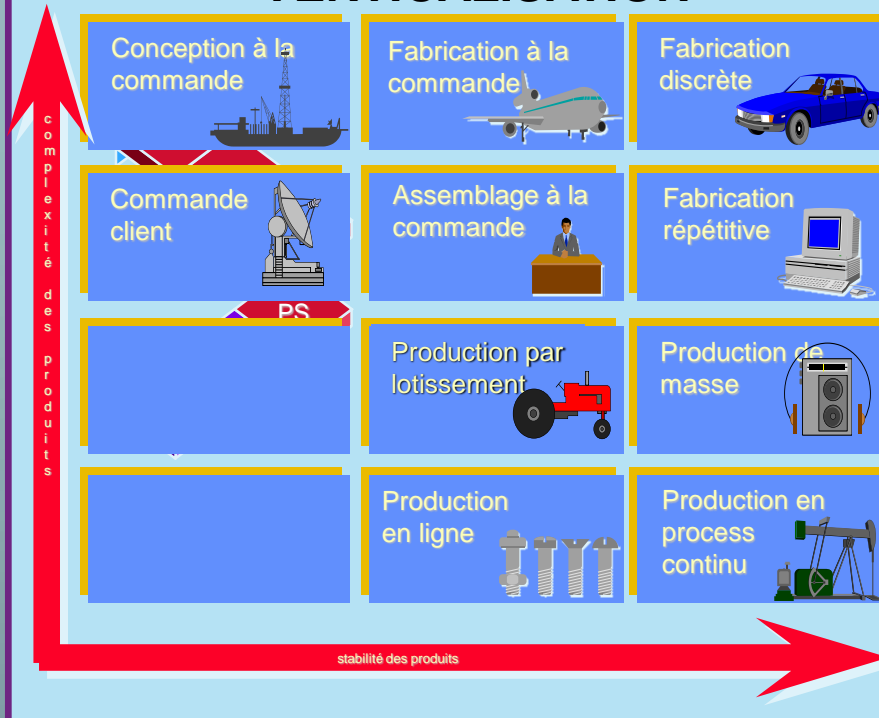 Conception à la
commande
Fabrication à la
commande
Fabrication
discrète
Commande
client
Assemblage à la
commande
Fabrication
répétitive
PS
Production par
lotissement
Production de
masse
Production
en ligne
Production en
process
continu
complexité des produits
stabilité des produits